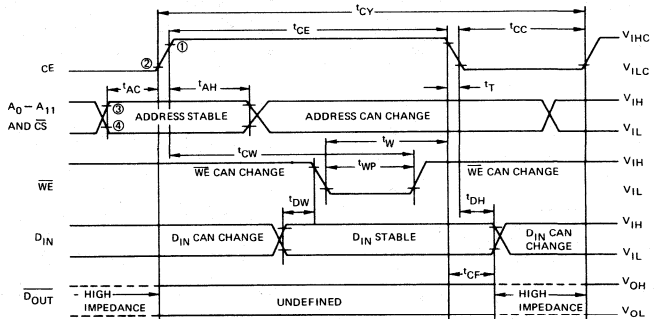 tCY
tCE
tCC
VIHC
①
②
CE
VILC
tAC
tAH
tT
A0 – A11
AND CS
③
④
ADDRESS STABLE
ADDRESS CAN CHANGE
VIH
VIL
tW
tCW
tWP
WE CAN CHANGE
WE CAN CHANGE
VIH
WE
VIL
tDW
tDH
DIN
DIN CAN CHANGE
DIN STABLE
DIN CAN
CHANGE
VIH
VIL
tCF
DOUT
HIGH
IMPEDANCE
UNDEFINED
HIGH
IMPEDANCE
VOH
VOL